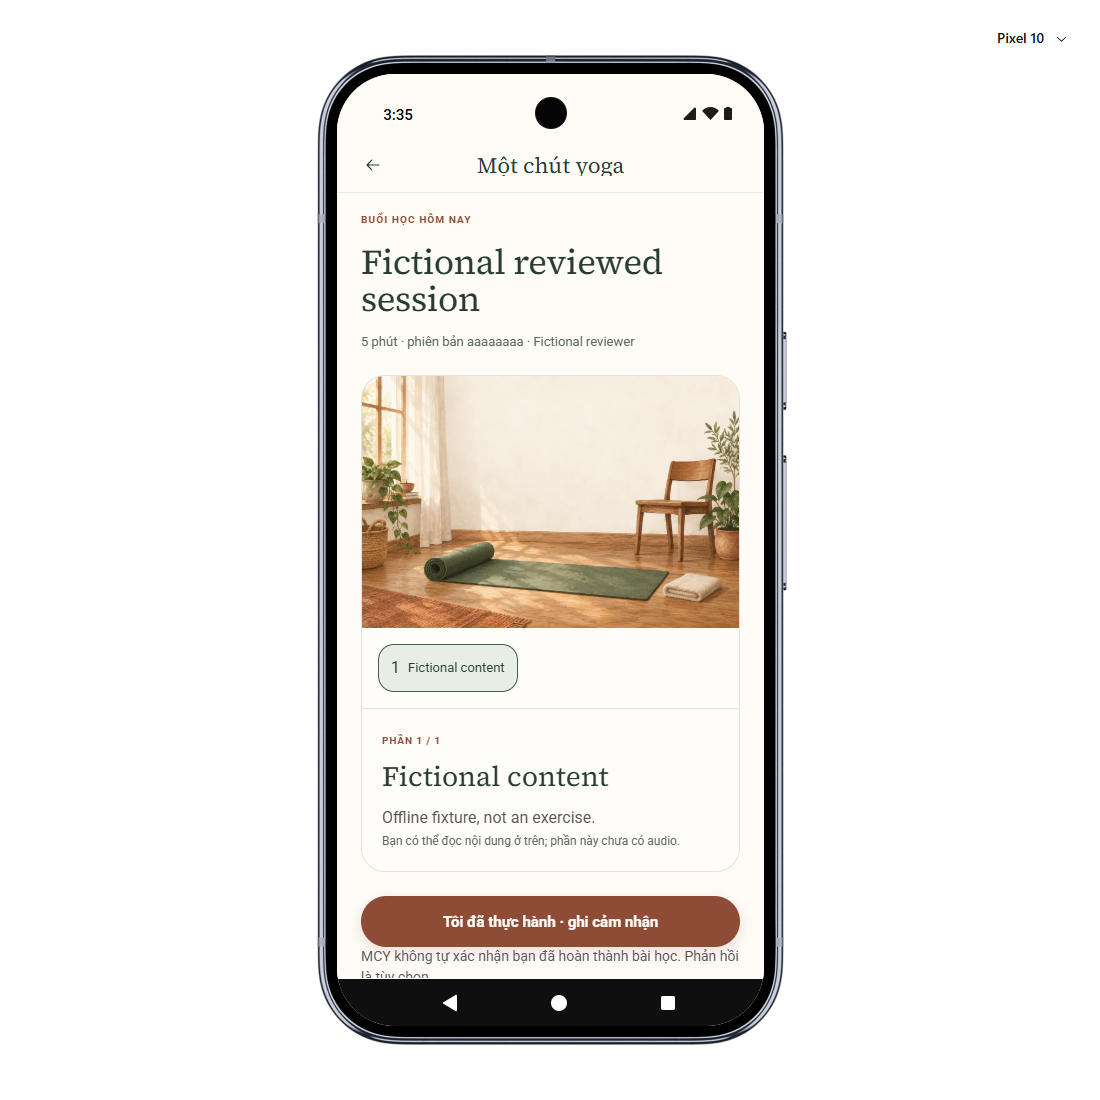 Pixel 10
3:35
Một chút yoga
BUỔI HỌC HÔM NAY
Fictional reviewed
session
5 phút · phiên bản aaaaaaaa · Fictional reviewer
1 Fictional content
PHẦN 1 / 1
Fictional content
Offline fixture, not an exercise.
Bạn có thể đọc nội dung ở trên; phần này chưa có audio.
Tôi đã thực hành · ghi cảm nhận
MCY không tự xác nhận bạn đã hoàn thành bài học. Phản hồi
là tùy chọn